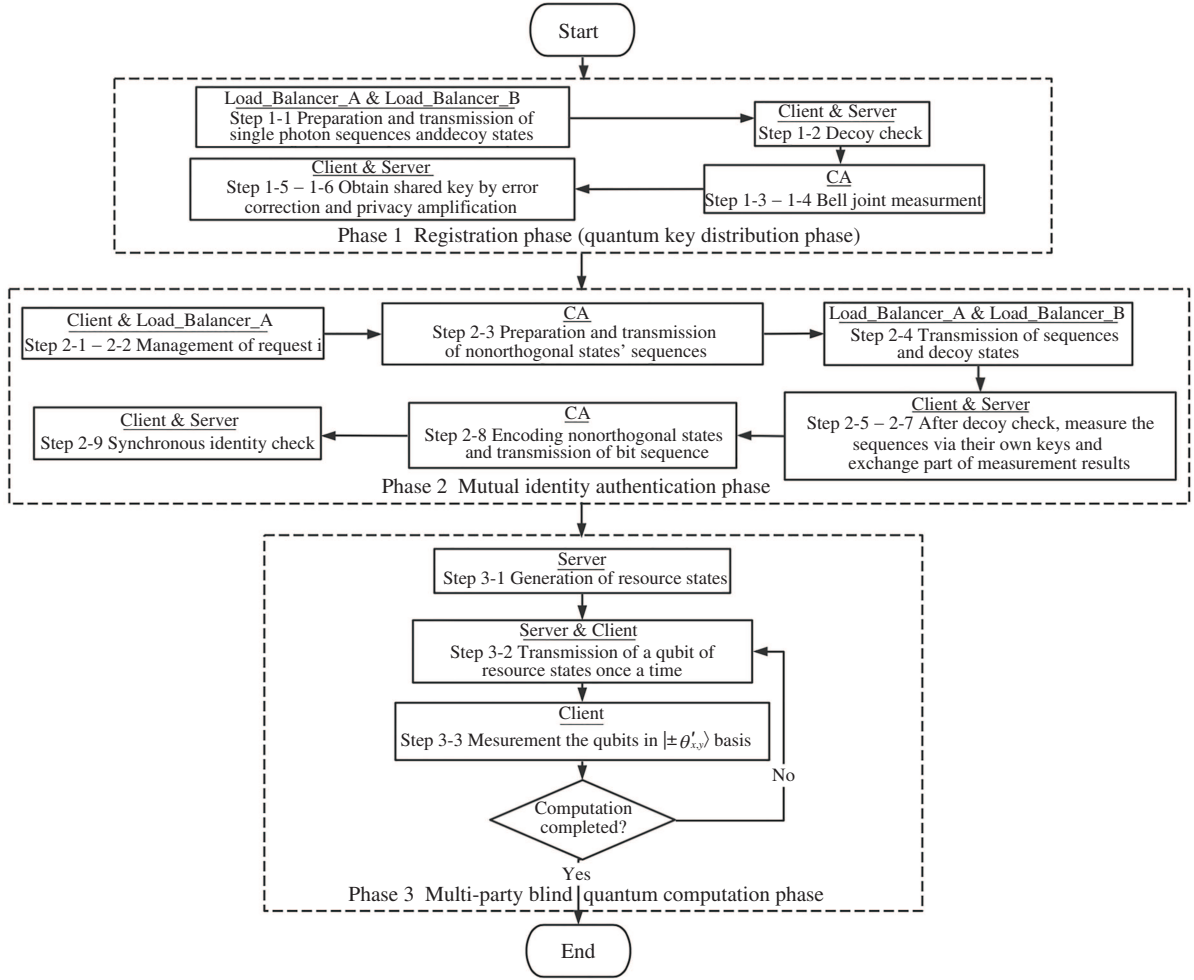 Start
Load_Balancer_A & Load_Balancer_B
Step 1-1 Preparation and transmission of
single photon sequences anddecoy states
Client & Server
Step 1-2 Decoy check
CA
Step 1-3 – 1-4 Bell joint measurment
Client & Server
Step 1-5 – 1-6 Obtain shared key by error
correction and privacy amplification
Phase 1 Registration phase (quantum key distribution phase)
Client & Load_Balancer_A
Step 2-1 – 2-2 Management of request i
CA
Step 2-3 Preparation and transmission
of nonorthogonal states’ sequences
Load_Balancer_A & Load_Balancer_B
Step 2-4 Transmission of sequences
and decoy states
Client & Server
Step 2-5 – 2-7 After decoy check, measure the
sequences via their own keys and
exchange part of measurement results
CA
Step 2-8 Encoding nonorthogonal states
and transmission of bit sequence
Client & Server
Step 2-9 Synchronous identity check
Phase 2 Mutual identity authentication phase
Server
Step 3-1 Generation of resource states
Server & Client
Step 3-2 Transmission of a qubit of
resource states once a time
Client
Step 3-3 Mesurement the qubits in |±θ′x,y⟩ basis
No
Computation
completed?
Yes
Phase 3 Multi-party blind quantum computation phase
End